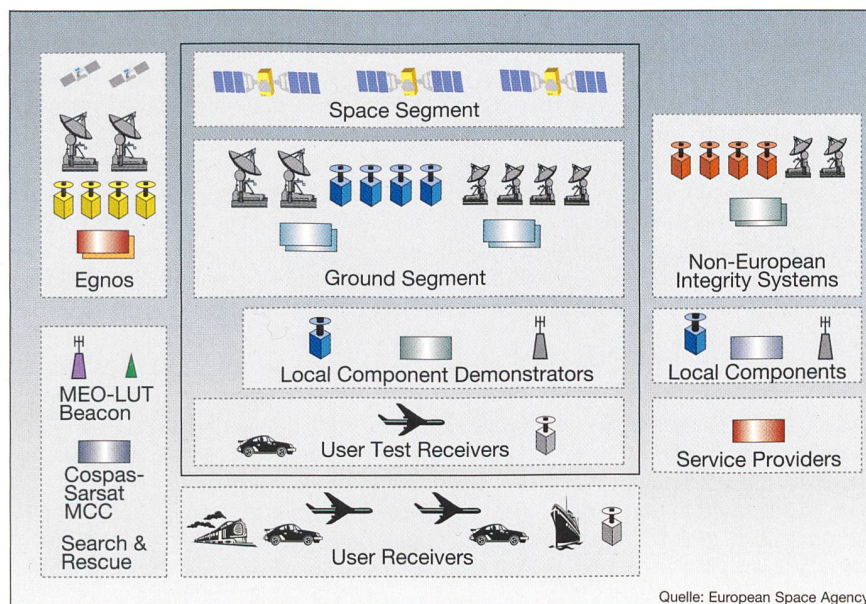 Space Segment
Egnos
Ground Segment
Non-European
Integrity Systems
MEO-LUT
Beacon
Cospas-
Sarsat
MCC
Search &
Rescue
Local Component Demonstrators
Local Components
User Test Receivers
Service Providers
User Receivers
Quelle: European Space Agency